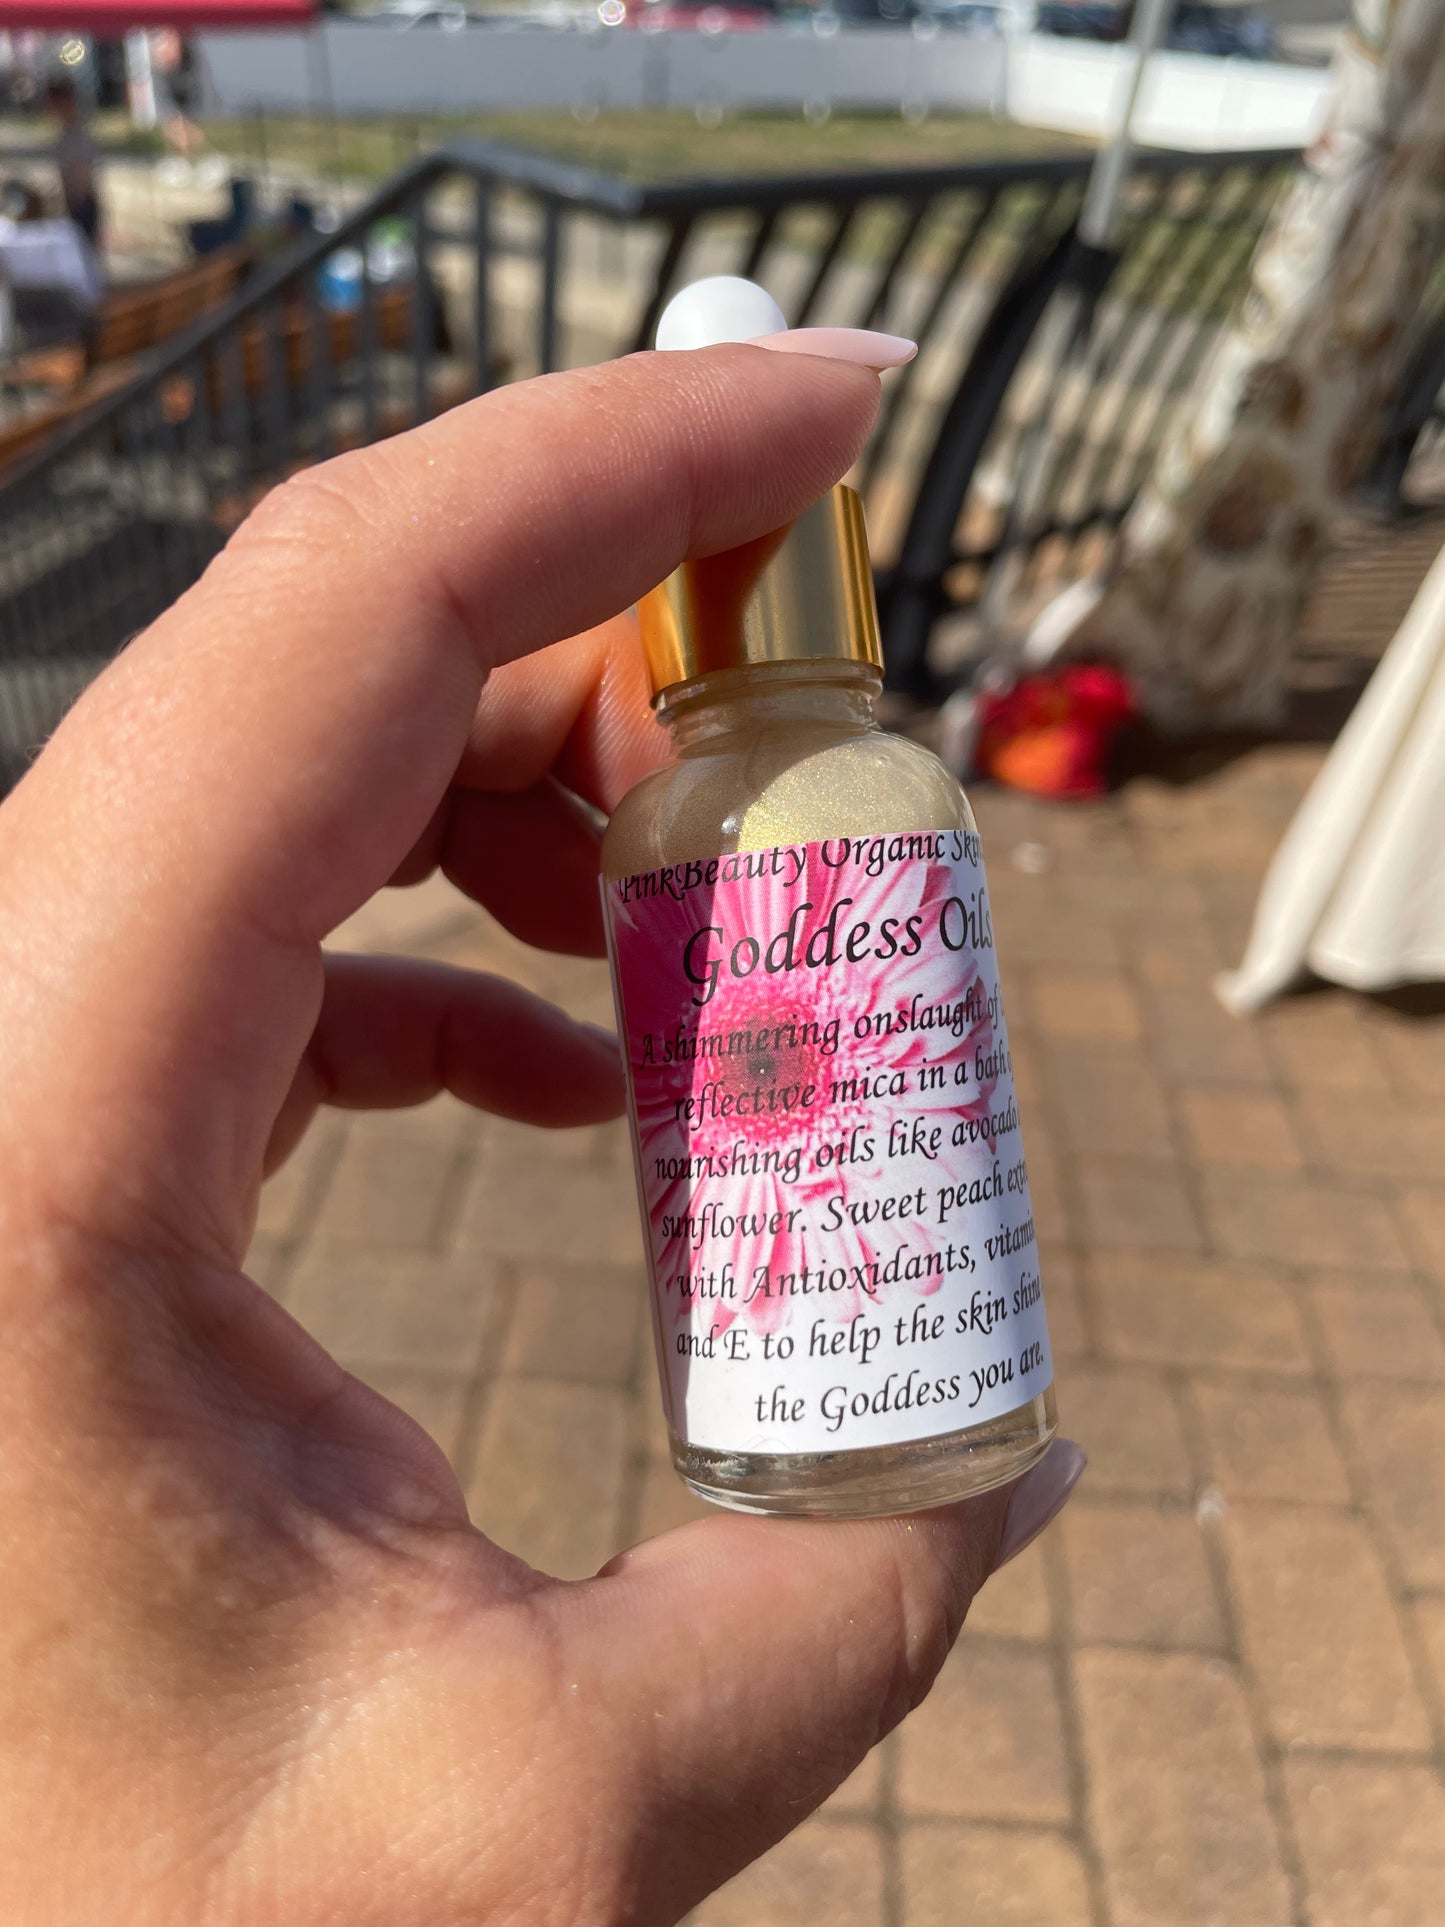 PinkBeauty Organic
Goddess Oils
A shimmering onslaught of
reflective mica in a bath
nourishing oils like avocado
sunflower. Sweet peach
with Antioxidants,
and E to help the skin shine
the Goddess you are.